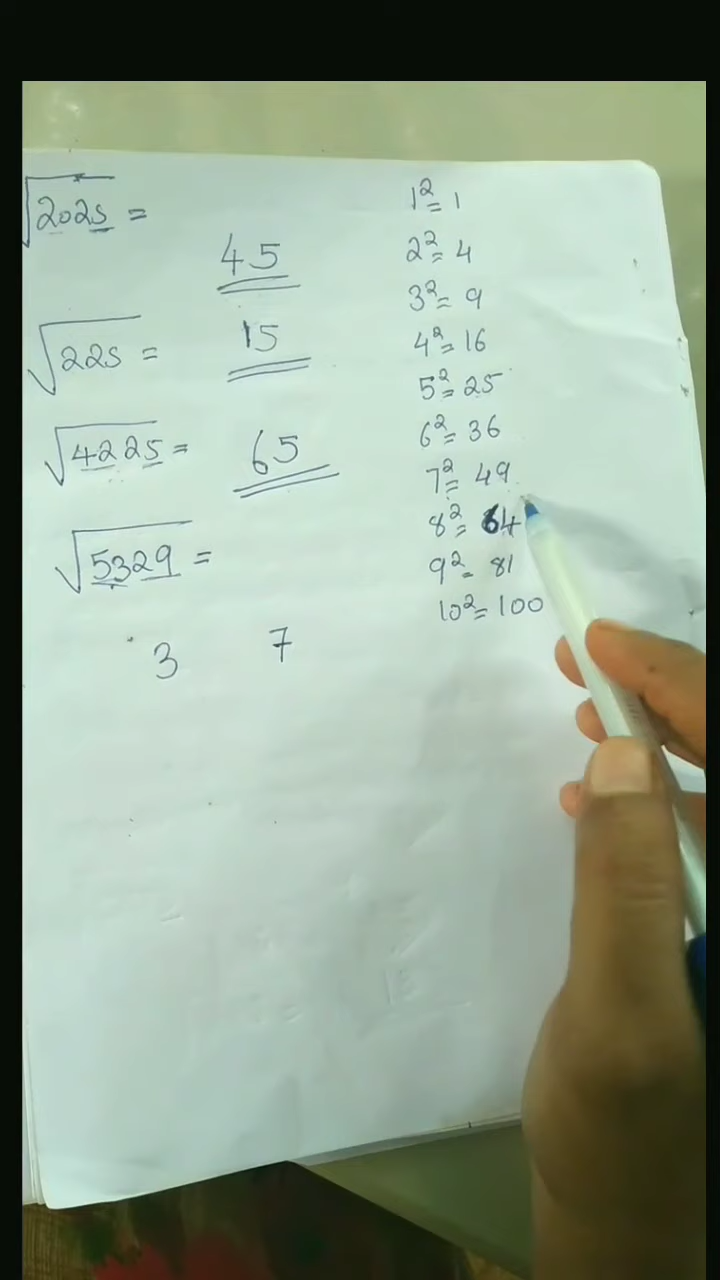 √2025 =
45
√225 = 15
√4225 = 65
√5329 =
3 7
1² = 1
2² = 4
3² = 9
4² = 16
5² = 25
6² = 36
7² = 49
8² = 64
9² = 81
10² = 100